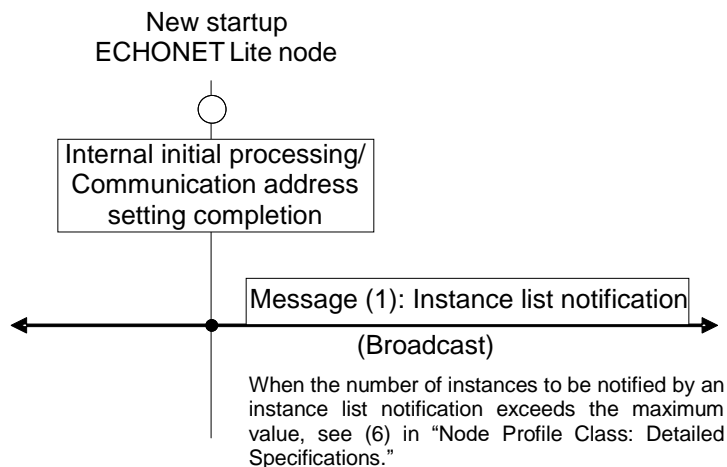 New startup
ECHONET Lite node
Internal initial processing/
Communication address
setting completion
Message (1): Instance list notification
(Broadcast)
When the number of instances to be notified by an
instance list notification exceeds the maximum
value, see (6) in “Node Profile Class: Detailed
Specifications.”